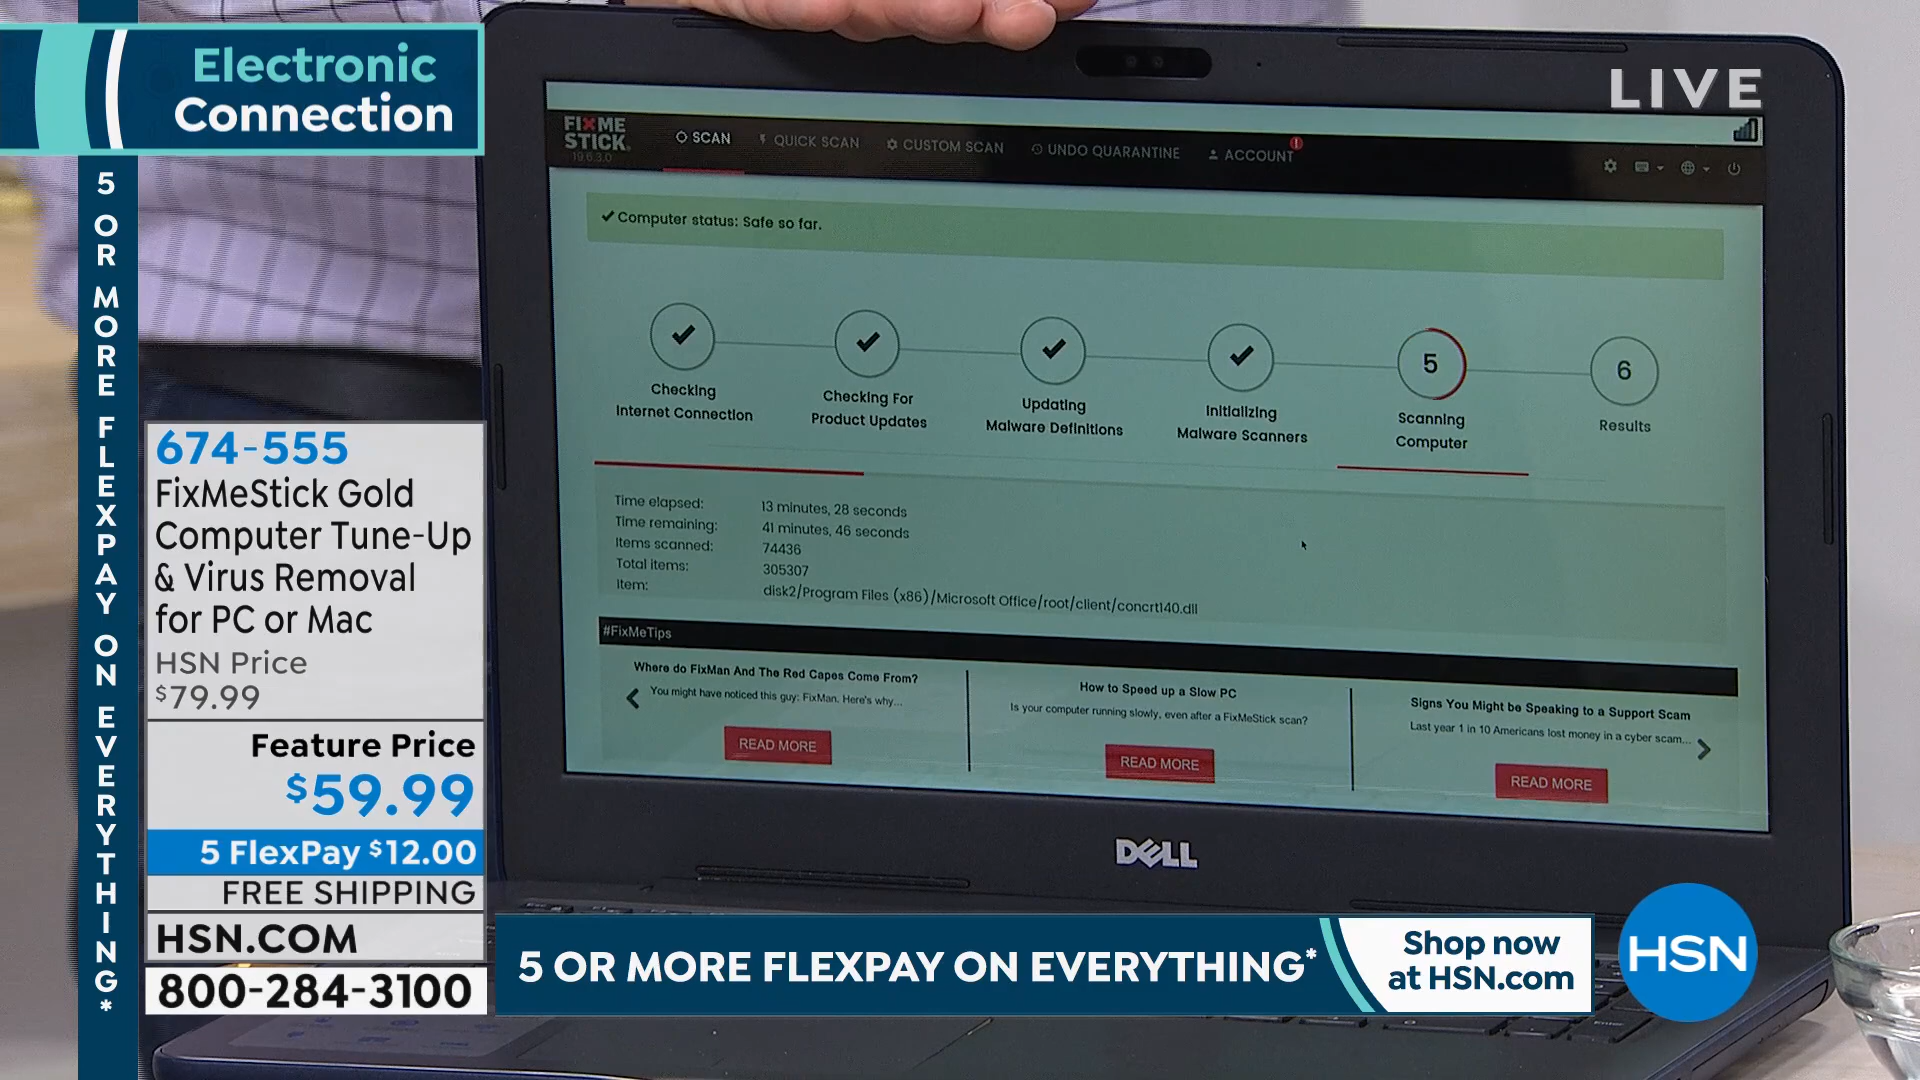 Electronic
Connection
LIVE
5 OR MORE FLEXPAY ON EVERYTHING*
FIXME
STICK.
19.6.3.0
SCAN
QUICK SCAN
CUSTOM SCAN
UNDO QUARANTINE
ACCOUNT
!
Computer status: Safe so far.
5
6
Checking
Internet Connection
Checking For
Product Updates
Updating
Malware Definitions
Initializing
Malware Scanners
Scanning
Computer
Results
Time elapsed: 13 minutes, 28 seconds
Time remaining: 41 minutes, 46 seconds
Items scanned: 74436
Total items: 305307
Item: disk2/Program Files (x86)/Microsoft Office/root/client/concrt140.dll
#FixMeTips
Where do FixMan And The Red Capes Come From?
You might have noticed this guy: FixMan. Here's why...
READ MORE
How to Speed up a Slow PC
Is your computer running slowly, even after a FixMeStick scan?
READ MORE
Signs You Might be Speaking to a Support Scam
Last year 1 in 10 Americans lost money in a cyber scam...
READ MORE
DELL
674-555
FixMeStick Gold
Computer Tune-Up
& Virus Removal
for PC or Mac
HSN Price
$79.99
Feature Price
$59.99
5 FlexPay $12.00
FREE SHIPPING
HSN.COM
800-284-3100
5 OR MORE FLEXPAY ON EVERYTHING*
Shop now
at HSN.com
HSN